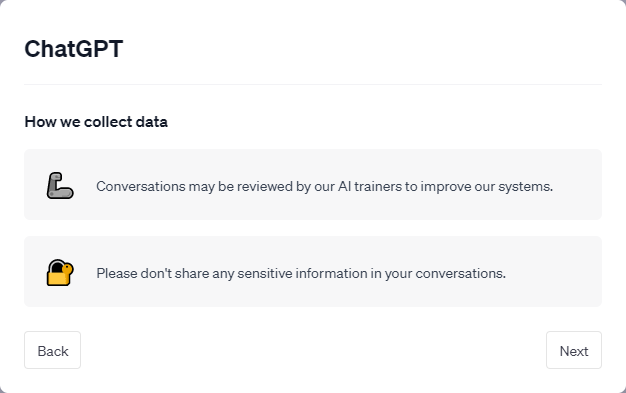 ChatGPT
How we collect data
Conversations may be reviewed by our AI trainers to improve our systems.
Please don't share any sensitive information in your conversations.
Back
Next